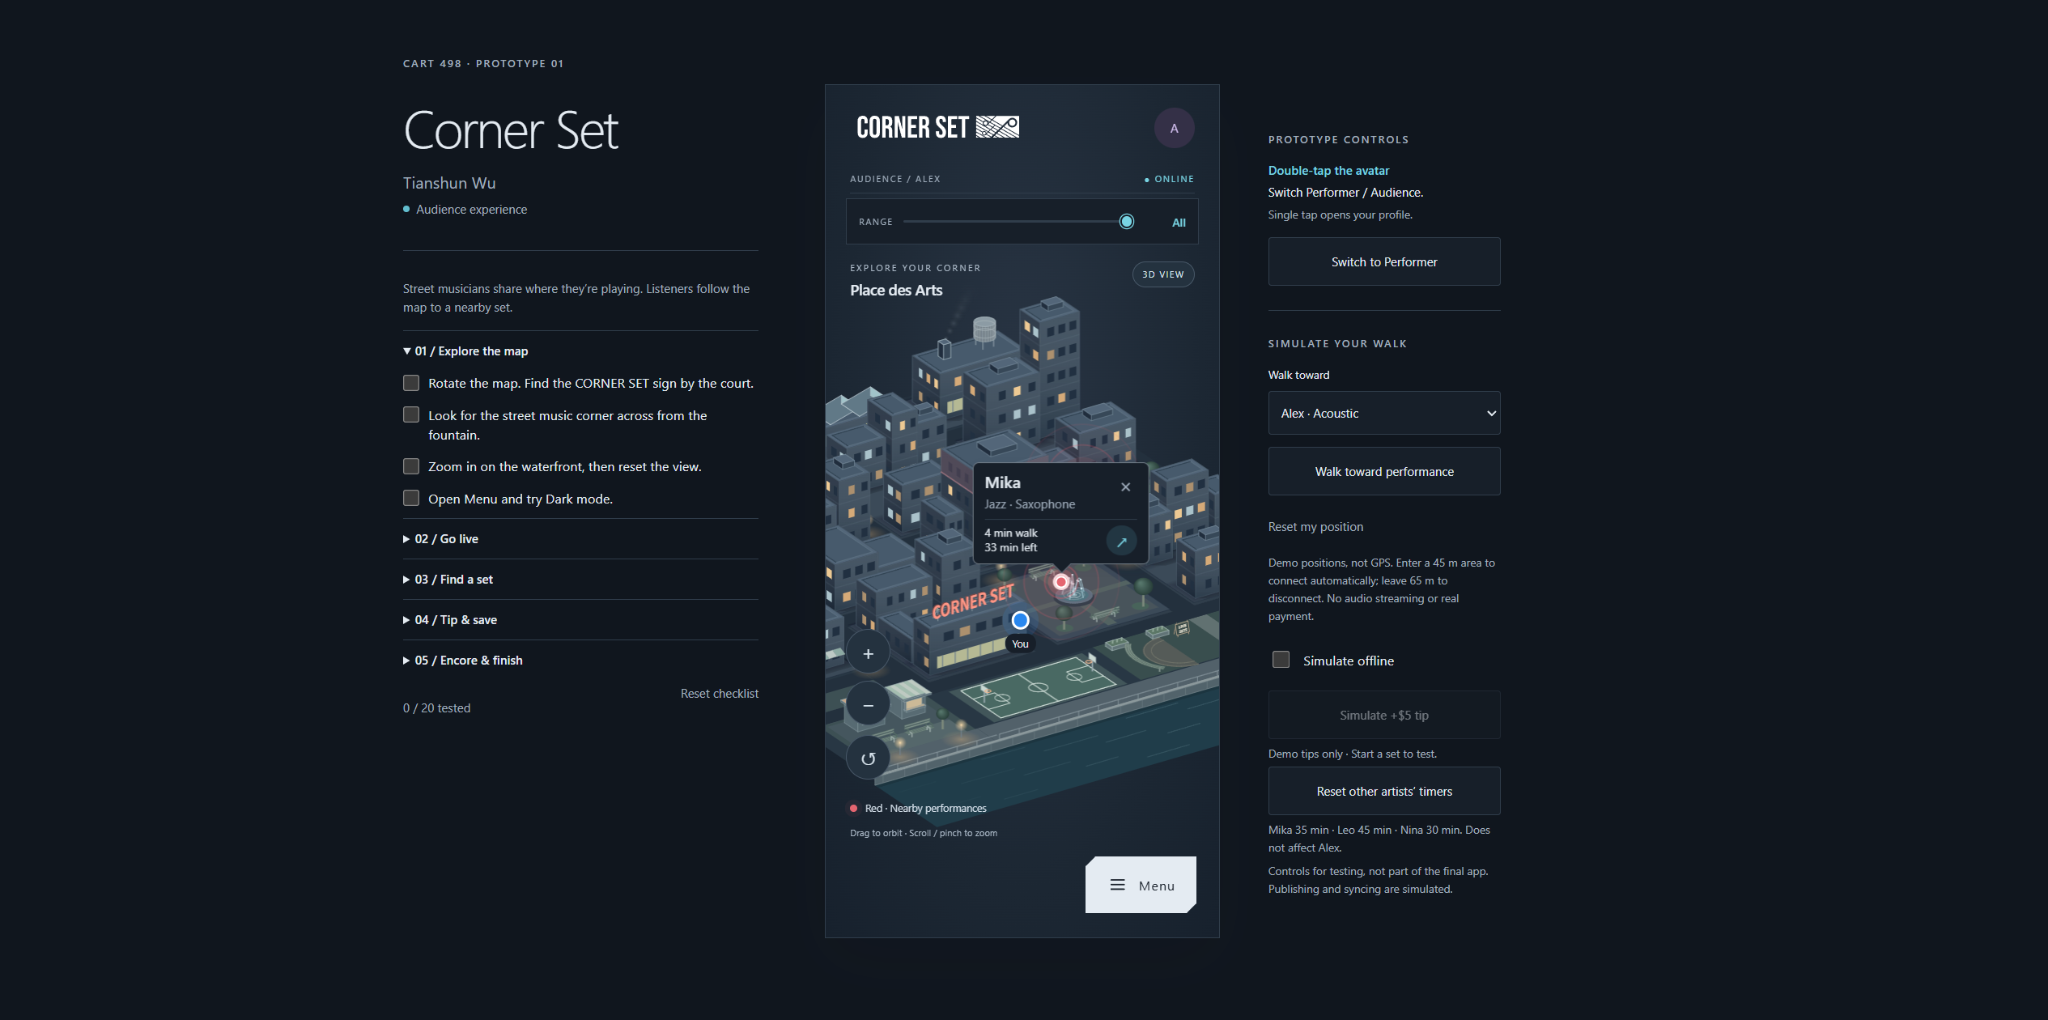 CART 498 · PROTOTYPE 01
Corner Set
Tianshun Wu
Audience experience
Street musicians share where they're playing. Listeners follow the
map to a nearby set.
01 / Explore the map
Rotate the map. Find the CORNER SET sign by the court.
Look for the street music corner across from the
fountain.
Zoom in on the waterfront, then reset the view.
Open Menu and try Dark mode.
02 / Go live
03 / Find a set
04 / Tip & save
05 / Encore & finish
Reset checklist
0 / 20 tested
CORNER SET
A
AUDIENCE / ALEX
ONLINE
RANGE
All
EXPLORE YOUR CORNER
3D VIEW
Place des Arts
Mika
Jazz · Saxophone
4 min walk
33 min left
CORNER SET
You
Red · Nearby performances
Drag to orbit · Scroll / pinch to zoom
Menu
PROTOTYPE CONTROLS
Double-tap the avatar
Switch Performer / Audience.
Single tap opens your profile.
Switch to Performer
SIMULATE YOUR WALK
Walk toward
Alex · Acoustic
Walk toward performance
Reset my position
Demo positions, not GPS. Enter a 45 m area to
connect automatically; leave 65 m to
disconnect. No audio streaming or real
payment.
Simulate offline
Simulate +$5 tip
Demo tips only · Start a set to test.
Reset other artists' timers
Mika 35 min · Leo 45 min · Nina 30 min. Does
not affect Alex.
Controls for testing, not part of the final app.
Publishing and syncing are simulated.